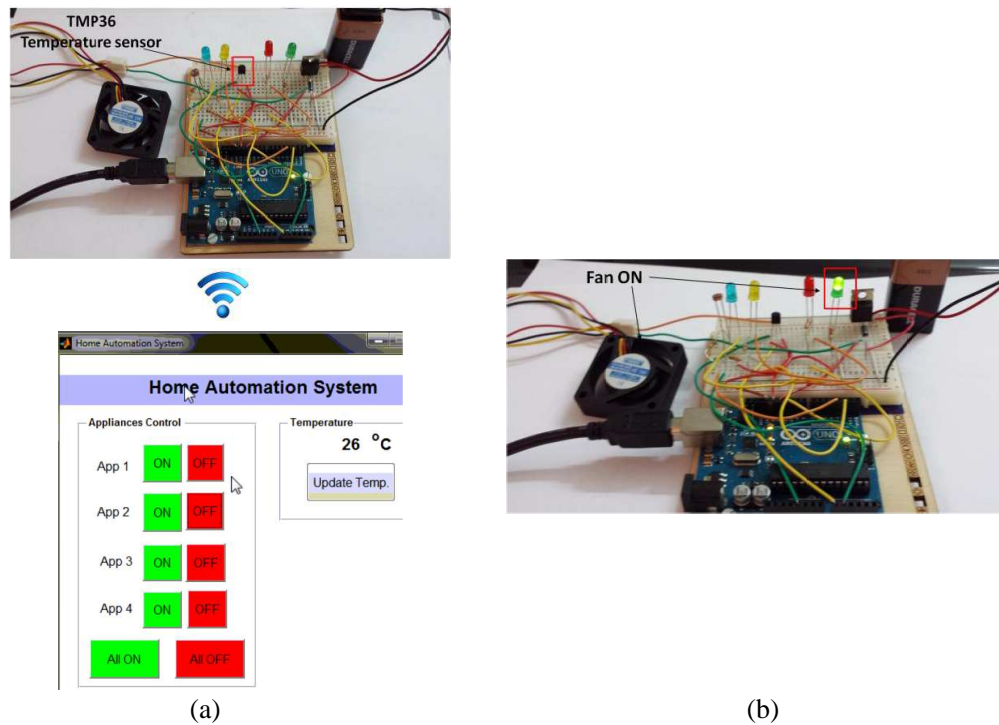 TMP36
Temperature sensor
UNO
Home Automation System
Home Automation System
Appliances Control
App 1
ON
OFF
App 2
ON
OFF
App 3
ON
OFF
App 4
ON
OFF
All ON
All OFF
Temperature
26 °C
Update Temp.
(a)
Fan ON
DURACELL
UNO
(b)